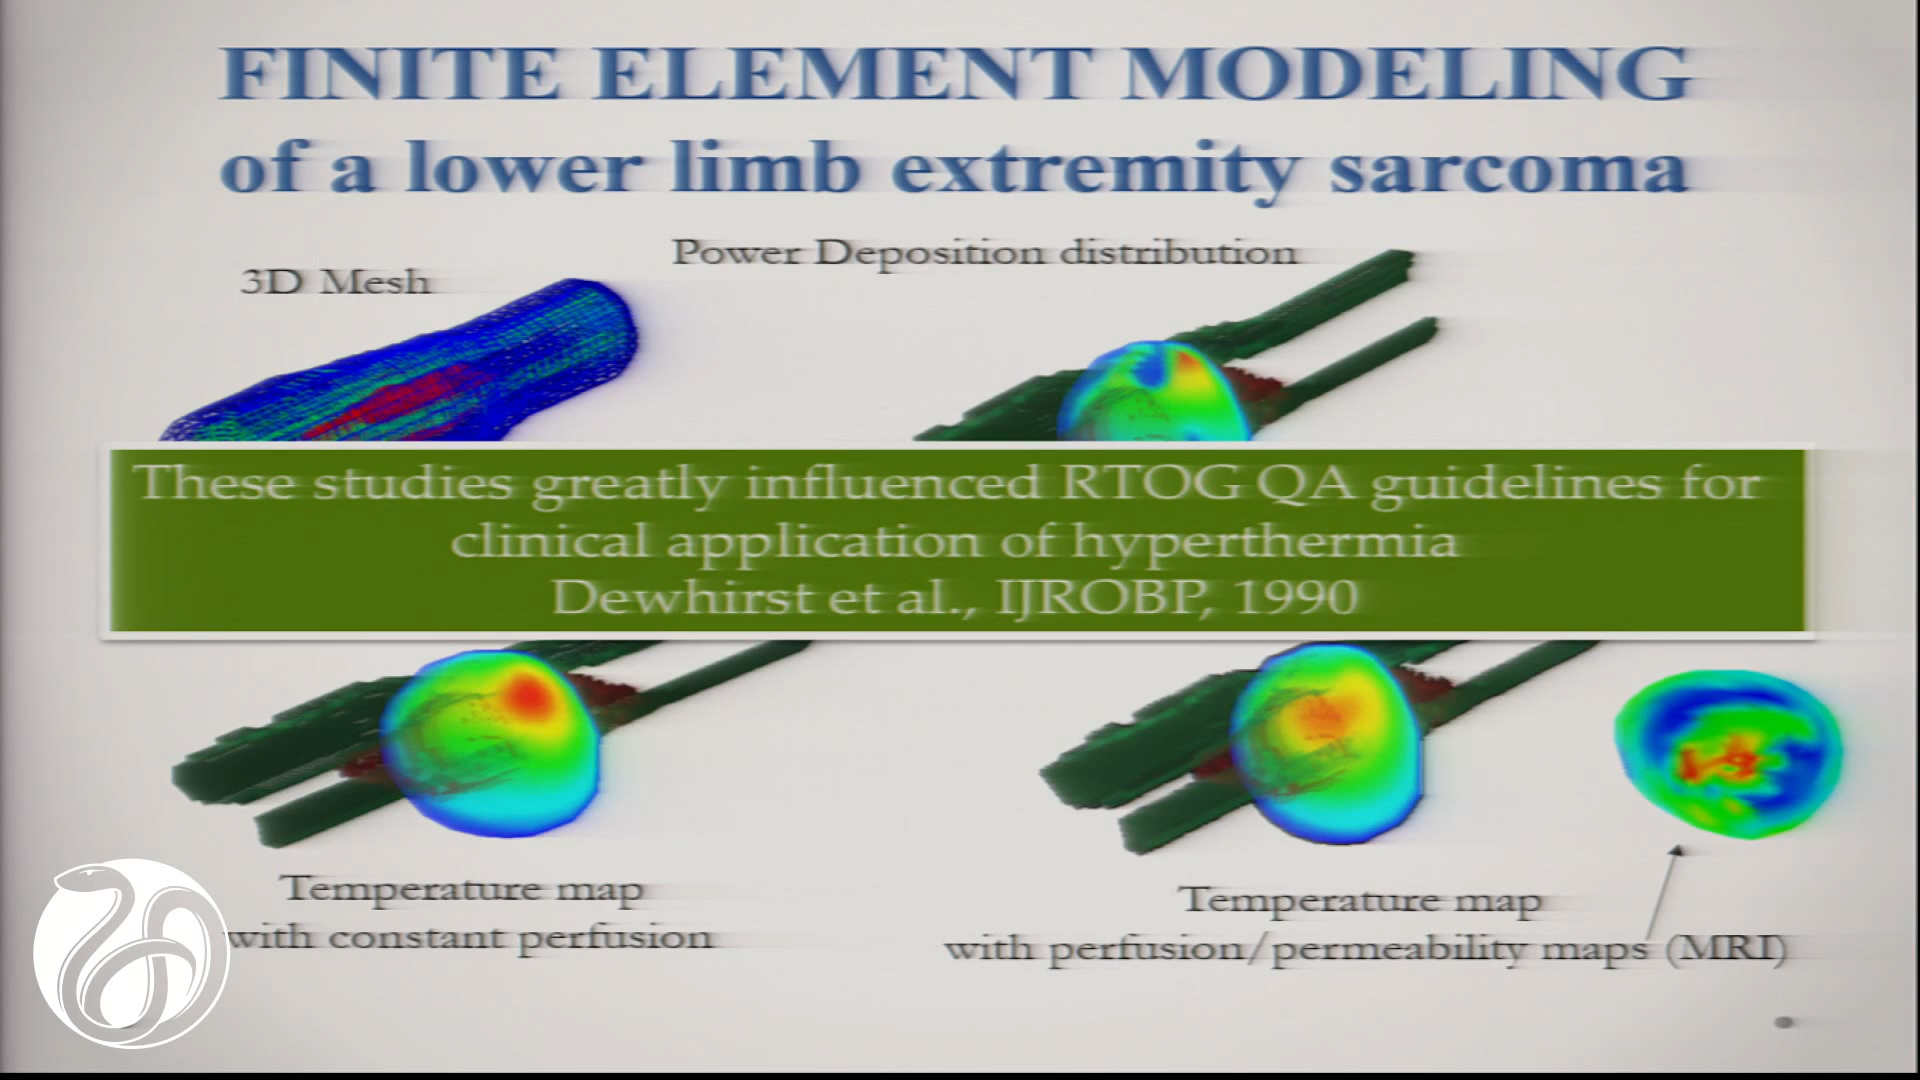 FINITE ELEMENT MODELING
of a lower limb extremity sarcoma
Power Deposition distribution
3D Mesh
These studies greatly influenced RTOG QA guidelines for
clinical application of hyperthermia
Dewhirst et al., IJROBP, 1990
Temperature map
with constant perfusion
Temperature map
with perfusion/permeability maps (MRI)